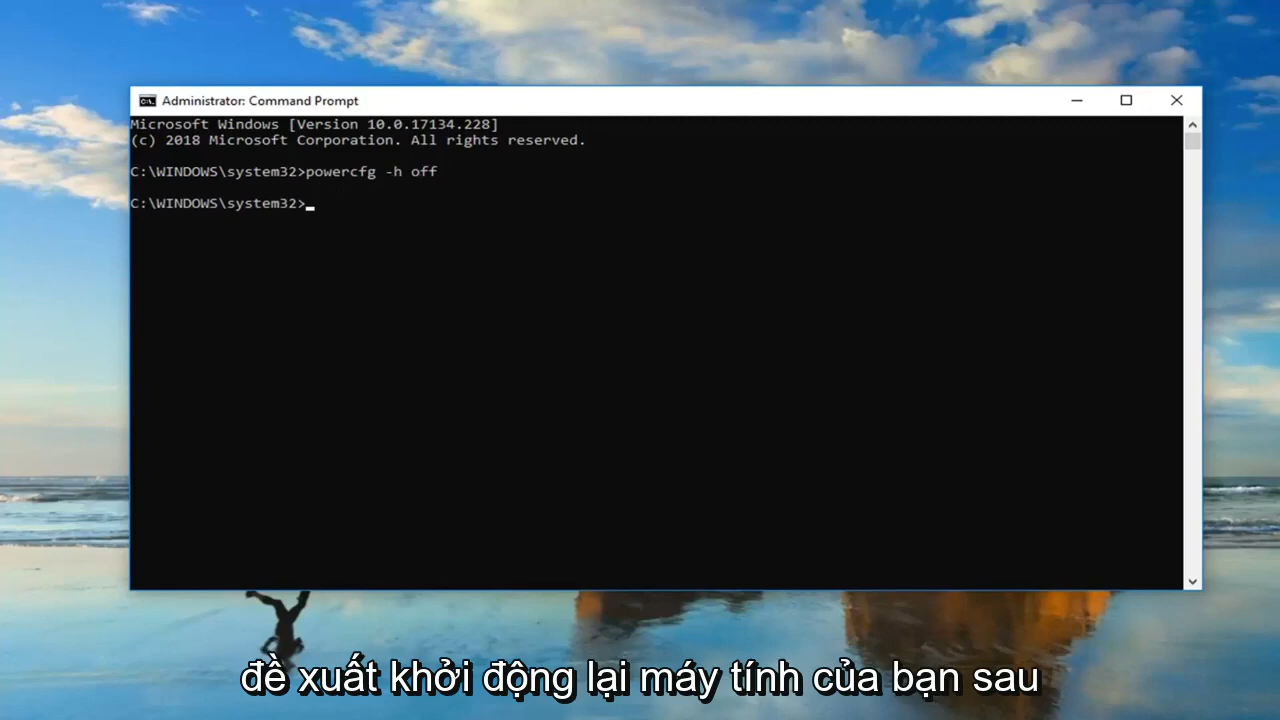 Administrator: Command Prompt
Microsoft Windows [Version 10.0.17134.228]
(c) 2018 Microsoft Corporation. All rights reserved.
C:\WINDOWS\system32>powercfg -h off
C:\WINDOWS\system32>
đề xuất khởi động lại máy tính của bạn sau